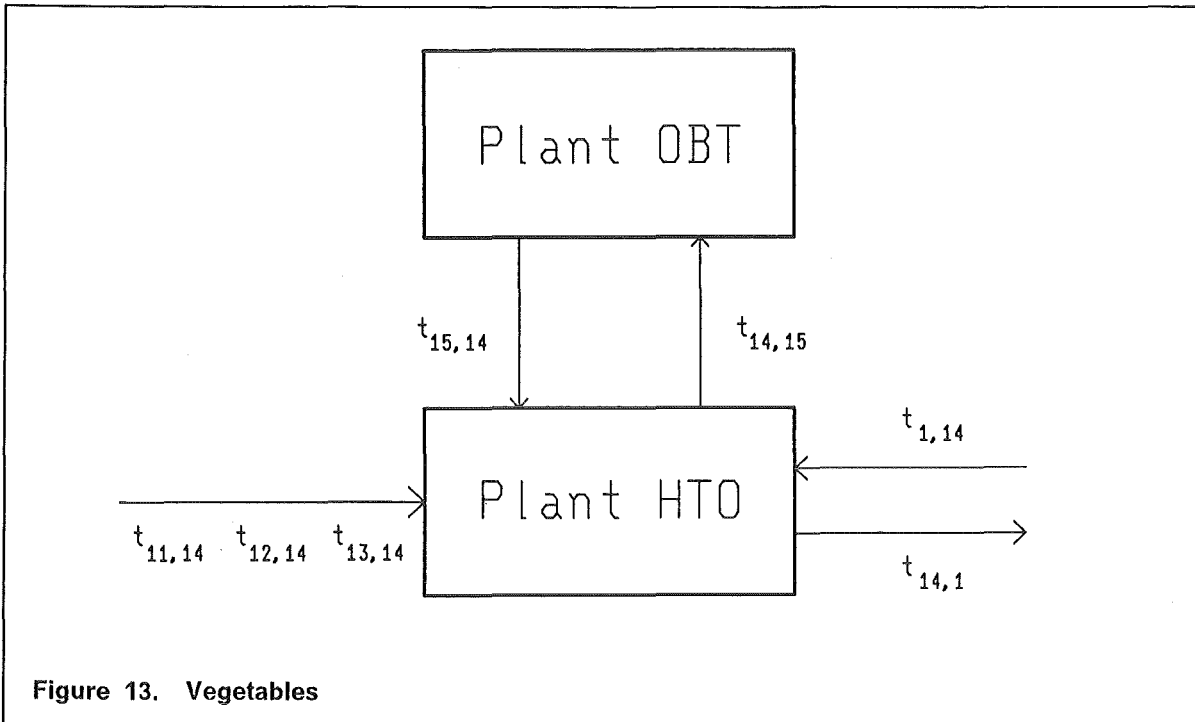 Plant OBT
t15,14
t14,15
t1,14
Plant HTO
t11,14 t12,14 t13,14
t14,1
Figure 13. Vegetables